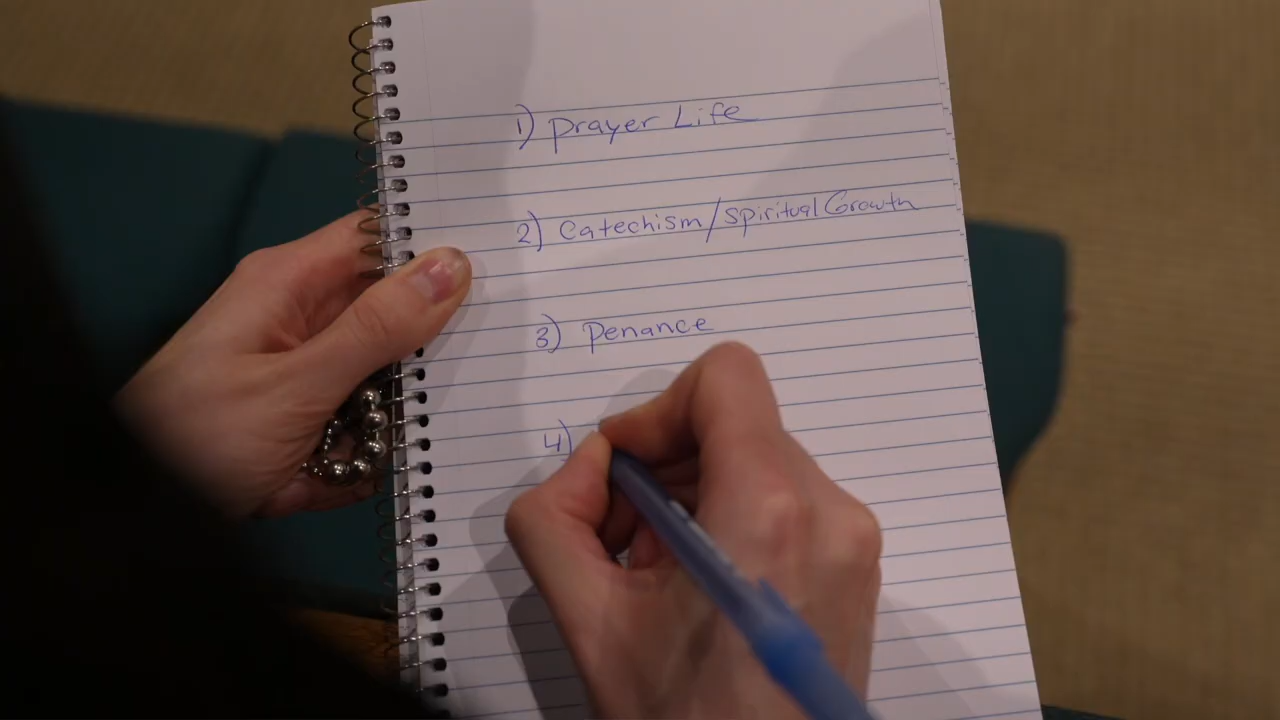 1) Prayer Life
2) Catechism/Spiritual Growth
3) Penance
4)